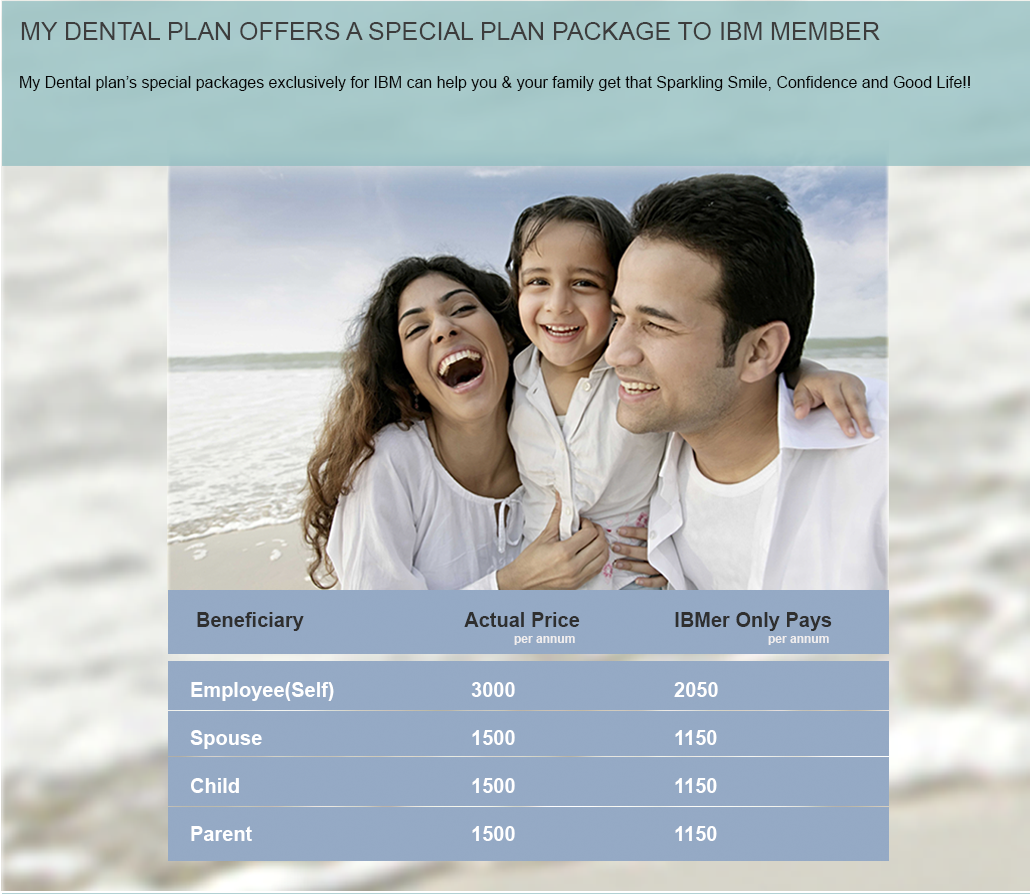 MY DENTAL PLAN OFFERS A SPECIAL PLAN PACKAGE TO IBM MEMBER
My Dental plan's special packages exclusively for IBM can help you & your family get that Sparkling Smile, Confidence and Good Life!!
Beneficiary Actual Price IBMer Only Pays
per annum per annum
Employee(Self) 3000 2050
Spouse 1500 1150
Child 1500 1150
Parent 1500 1150